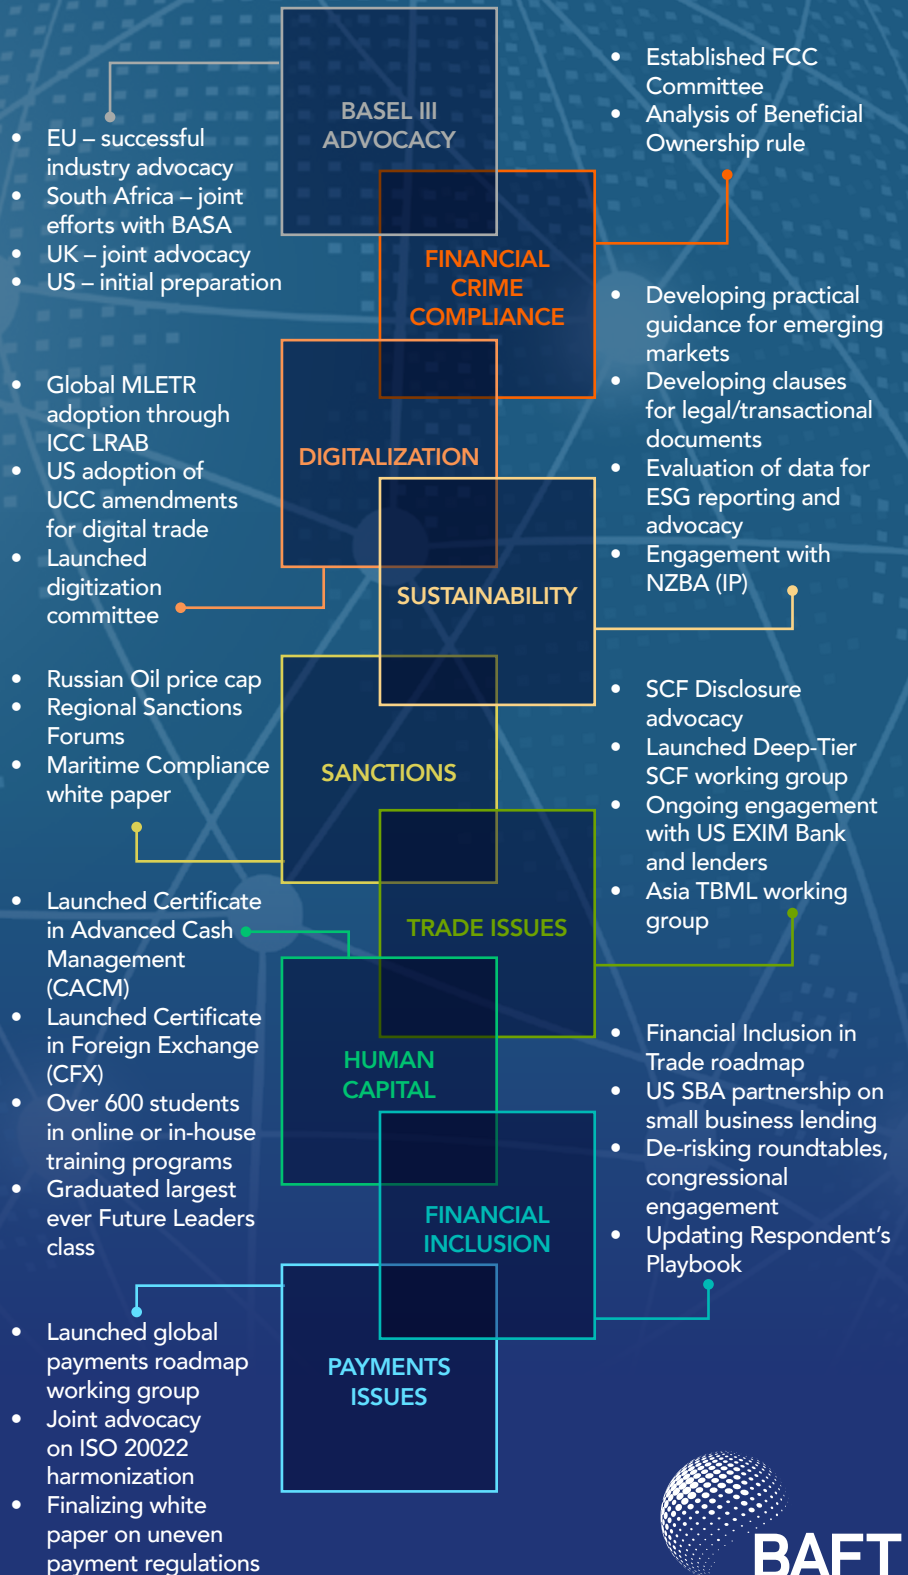 BASEL III
ADVOCACY
• EU – successful
industry advocacy
• South Africa – joint
efforts with BASA
• UK – joint advocacy
• US – initial preparation
FINANCIAL
CRIME
COMPLIANCE
• Established FCC
Committee
• Analysis of Beneficial
Ownership rule
DIGITALIZATION
• Global MLETR
adoption through
ICC LRAB
• US adoption of
UCC amendments
for digital trade
• Launched
digitization
committee
SUSTAINABILITY
• Developing practical
guidance for emerging
markets
• Developing clauses
for legal/transactional
documents
• Evaluation of data for
ESG reporting and
advocacy
• Engagement with
NZBA (IP)
SANCTIONS
• Russian Oil price cap
• Regional Sanctions
Forums
• Maritime Compliance
white paper
TRADE ISSUES
• SCF Disclosure
advocacy
• Launched Deep-Tier
SCF working group
• Ongoing engagement
with US EXIM Bank
and lenders
• Asia TBML working
group
HUMAN
CAPITAL
• Launched Certificate
in Advanced Cash
Management
(CACM)
• Launched Certificate
in Foreign Exchange
(CFX)
• Over 600 students
in online or in-house
training programs
• Graduated largest
ever Future Leaders
class
FINANCIAL
INCLUSION
• Financial Inclusion in
Trade roadmap
• US SBA partnership on
small business lending
• De-risking roundtables,
congressional
engagement
• Updating Respondent's
Playbook
PAYMENTS
ISSUES
• Launched global
payments roadmap
working group
• Joint advocacy
on ISO 20022
harmonization
• Finalizing white
paper on uneven
payment regulations
BAFT